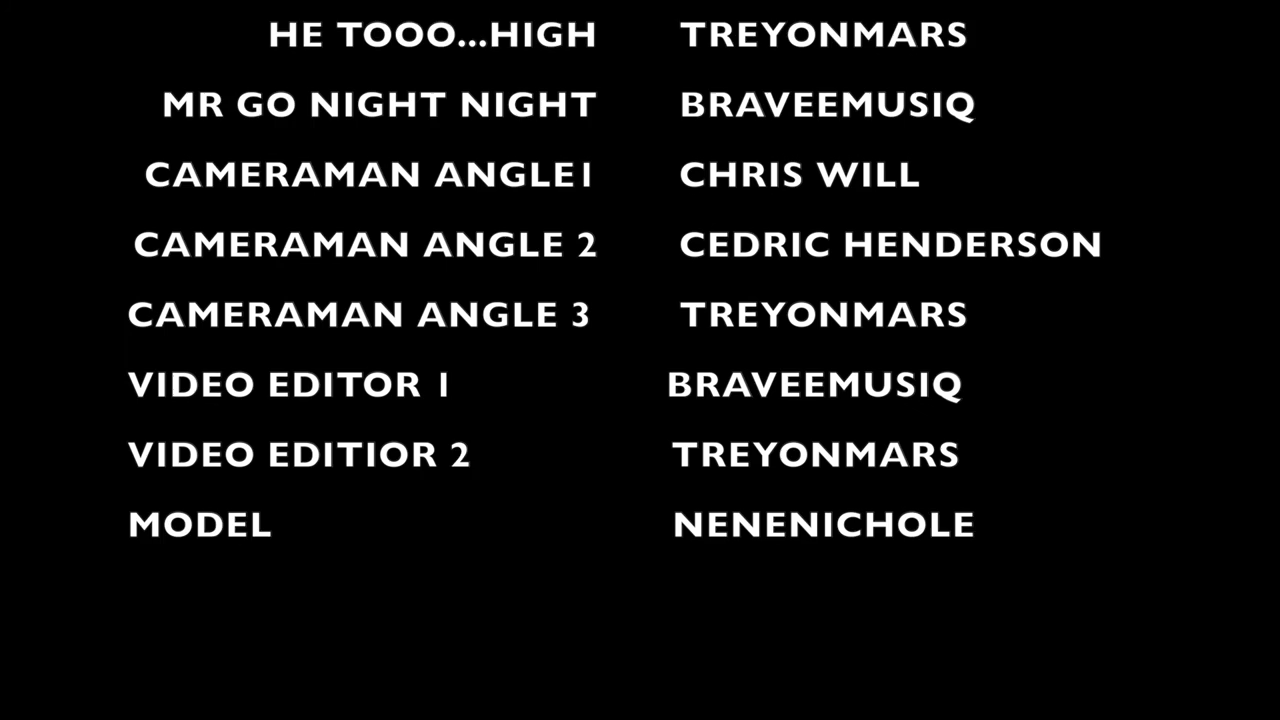 HE TOOO...HIGH TREYONMARS
MR GO NIGHT NIGHT BRAVEEMUSIQ
CAMERAMAN ANGLE1 CHRIS WILL
CAMERAMAN ANGLE 2 CEDRIC HENDERSON
CAMERAMAN ANGLE 3 TREYONMARS
VIDEO EDITOR 1 BRAVEEMUSIQ
VIDEO EDITIOR 2 TREYONMARS
MODEL NENENICHOLE